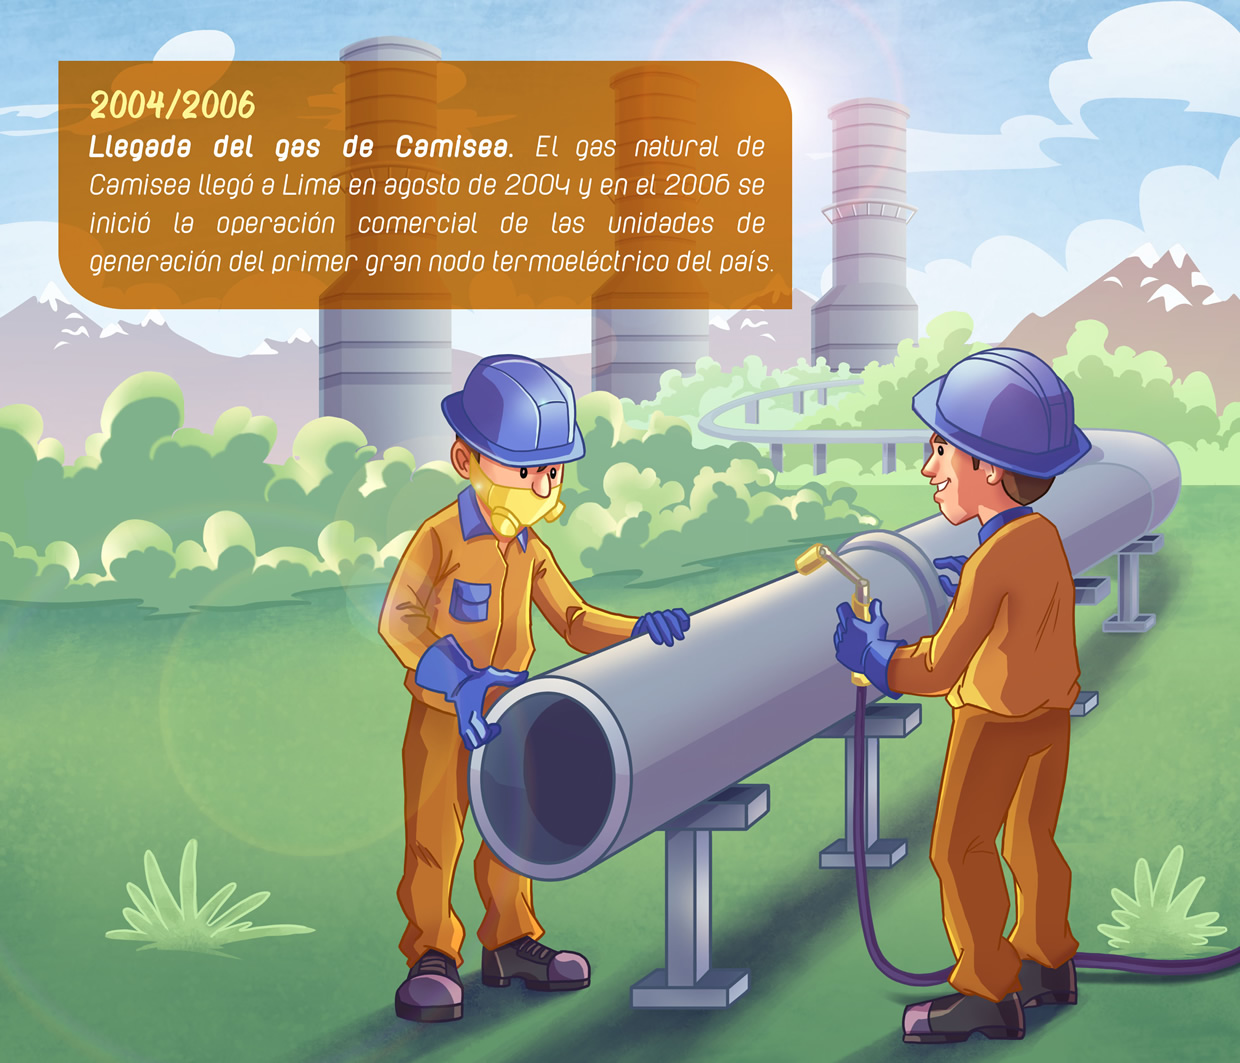 2004/2006
Llegada del gas de Camisea. El gas natural de
Camisea llegó a Lima en agosto de 2004 y en el 2006 se
inició la operación comercial de las unidades de
generación del primer gran nodo termoeléctrico del país.